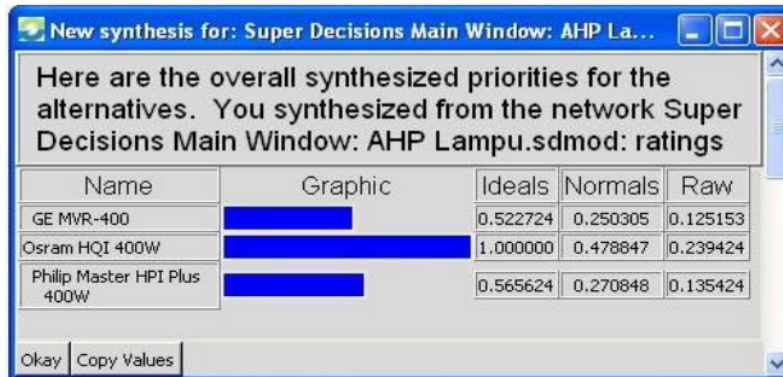 New synthesis for: Super Decisions Main Window: AHP La...
Here are the overall synthesized priorities for the
alternatives. You synthesized from the network Super
Decisions Main Window: AHP Lampu.sdmod: ratings
Name Graphic Ideals Normals Raw
GE MVR-400 0.522724 0.250305 0.125153
Osram HQI 400W 1.000000 0.478847 0.239424
Philip Master HPI Plus
400W 0.565624 0.270848 0.135424
Okay Copy Values